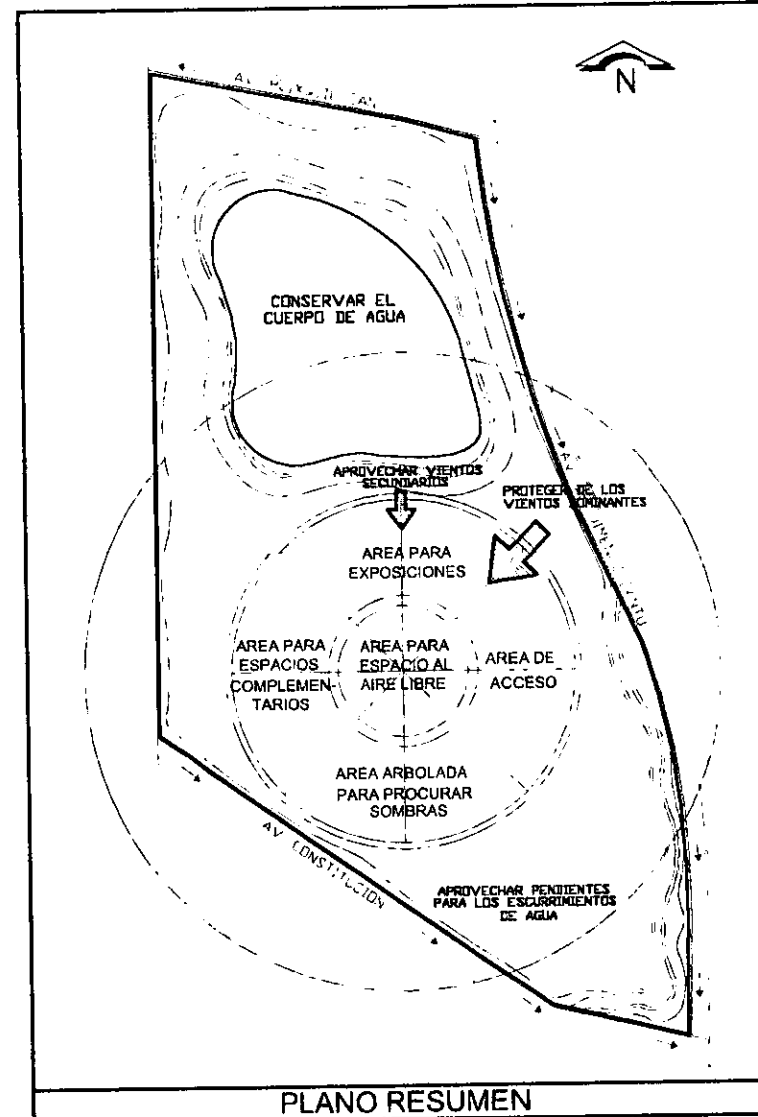 N
CONSERVAR EL
CUERPO DE AGUA
APROVECHAR VIENTOS
SECUNDARIOS
PROTEGER DE LOS
VIENTOS DOMINANTES
AREA PARA
EXPOSICIONES
AREA PARA
ESPACIOS
COMPLEMEN-
TARIOS
AREA PARA
ESPACIO AL
AIRE LIBRE
AREA DE
ACCESO
AREA ARBOLADA
PARA PROCURAR
SOMBRAS
AV CONSTITUCION
APROVECHAR PENDIENTES
PARA LOS ESCURRIMIENTOS
DE AGUA
PLANO RESUMEN
AV
AV